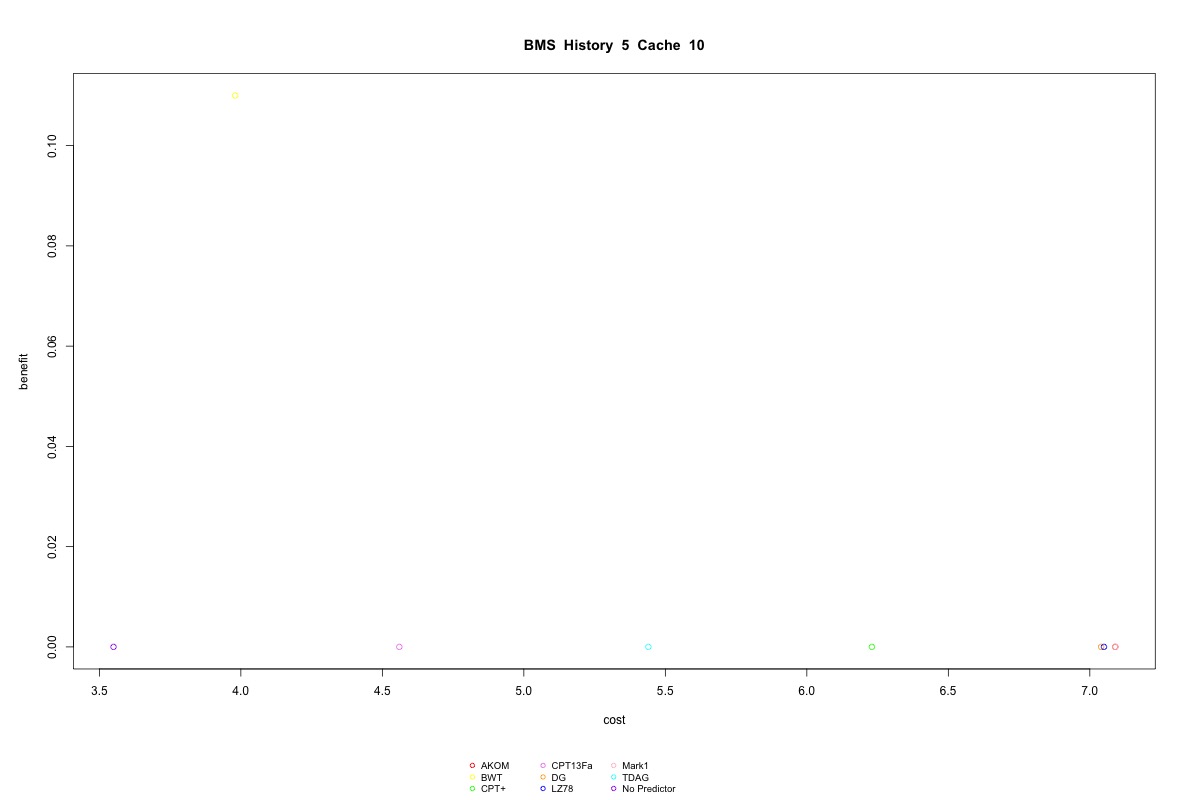 BMS History 5 Cache 10
benefit
0.10
0.08
0.06
0.04
0.02
0.00
3.5 4.0 4.5 5.0 5.5 6.0 6.5 7.0
cost
AKOM CPT13Fa Mark1
BWT DG TDAG
CPT+ LZ78 No Predictor